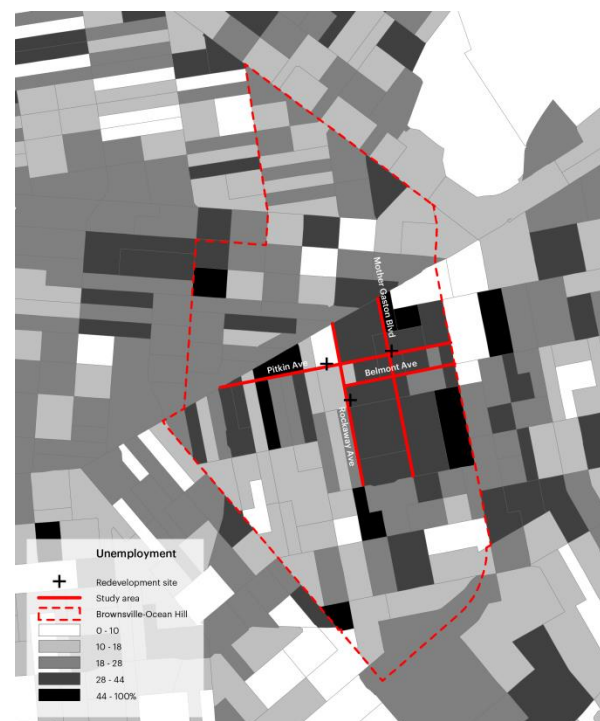 Mother Gaston Blvd
Pitkin Ave
Belmont Ave
Rockaway Ave
Unemployment
Redevelopment site
Study area
Brownsville-Ocean Hill
0 - 10
10 - 18
18 - 28
28 - 44
44 - 100%